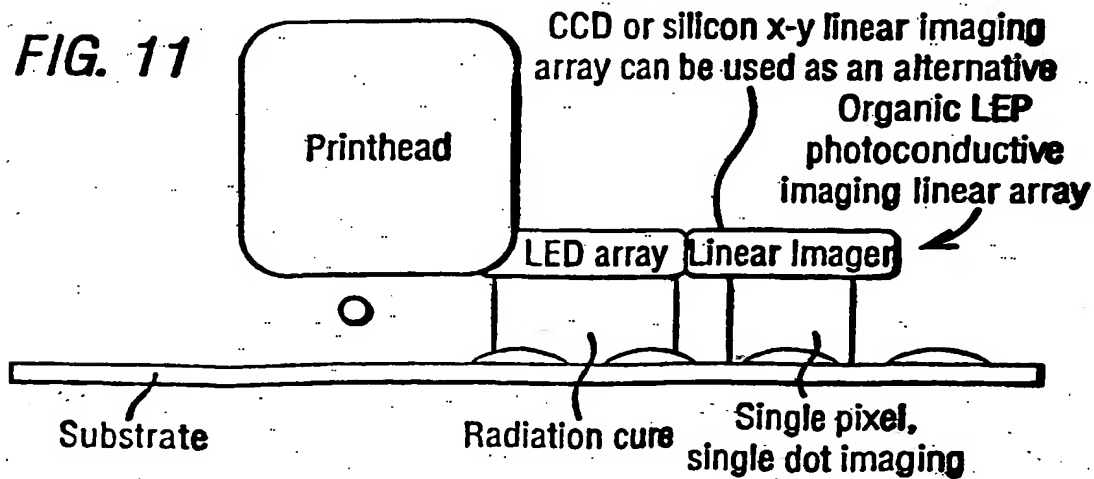 FIG. 11
CCD or silicon x-y linear imaging
array can be used as an alternative
Organic LEP
photoconductive
imaging linear array
Printhead
LED array
Linear Imager
Substrate
Radiation cure
Single pixel,
single dot imaging